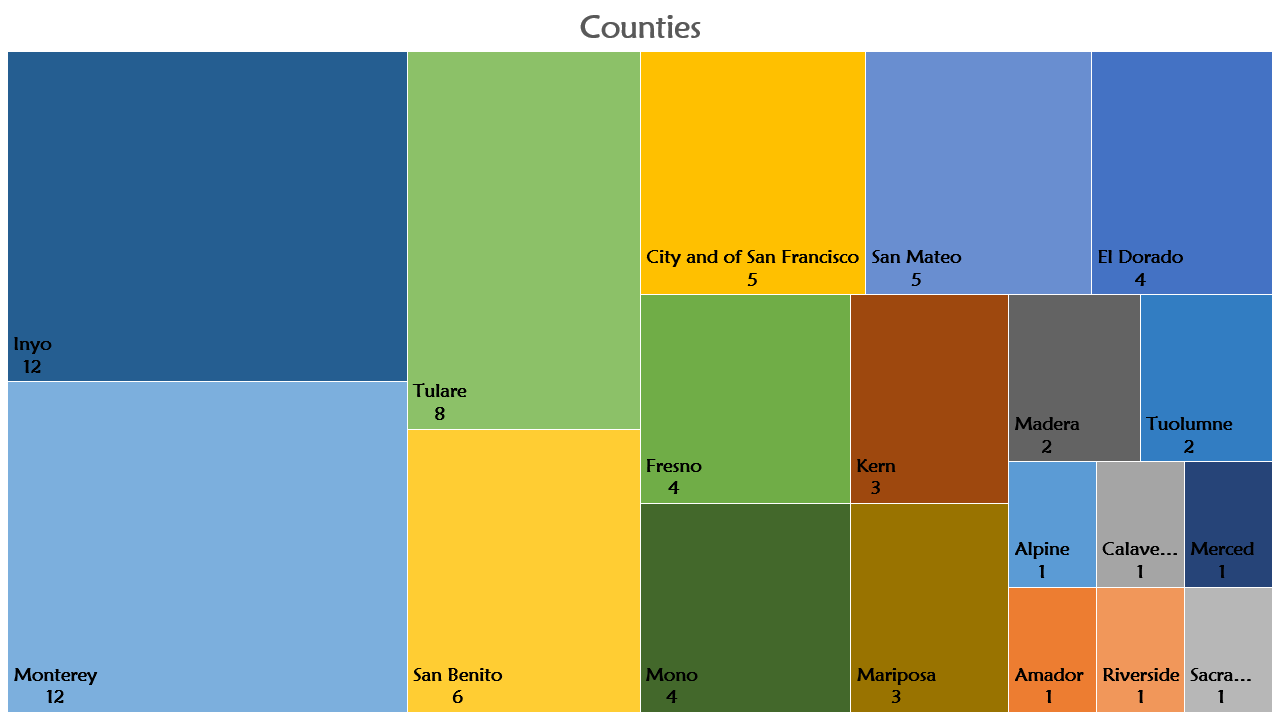 Counties
Inyo
12
Monterey
12
Tulare
8
San Benito
6
City and of San Francisco
5
San Mateo
5
El Dorado
4
Fresno
4
Mono
4
Kern
3
Mariposa
3
Madera
2
Tuolumne
2
Alpine
1
Calave...
1
Merced
1
Amador
1
Riverside
1
Sacra...
1